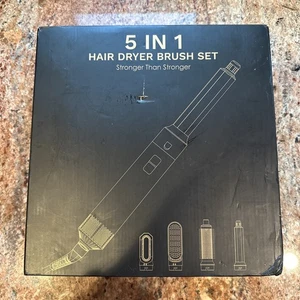 5 IN 1
HAIR DRYER BRUSH SET
Stronger Than Stronger